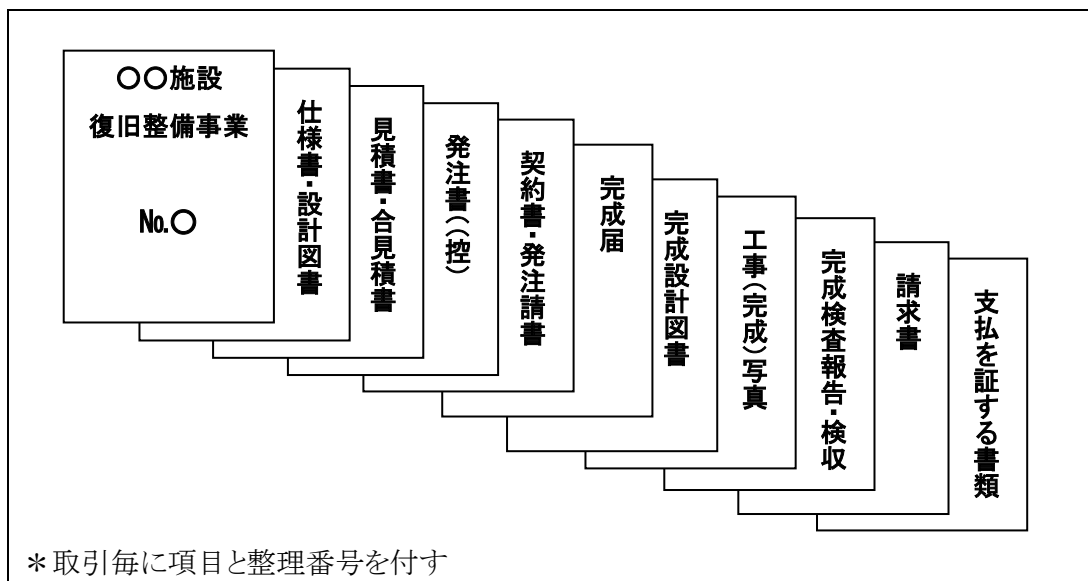 〇〇施設
復旧整備事業
№〇
仕様書・設計図書
見積書・合見積書
発注書((控)
契約書・発注請書
完成届
完成設計図書
工事(完成)写真
完成検査報告・検収
請求書
支払を証する書類
＊取引毎に項目と整理番号を付す